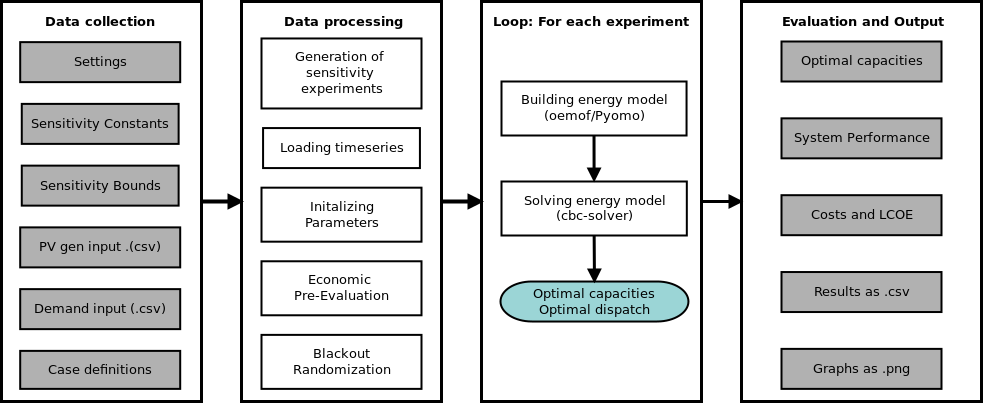 Data collection
Settings
Sensitivity Constants
Sensitivity Bounds
PV gen input .(csv)
Demand input (.csv)
Case definitions
Data processing
Generation of
sensitivity
experiments
Loading timeseries
Initalizing
Parameters
Economic
Pre-Evaluation
Blackout
Randomization
Loop: For each experiment
Building energy model
(oemof/Pyomo)
Solving energy model
(cbc-solver)
Optimal capacities
Optimal dispatch
Evaluation and Output
Optimal capacities
System Performance
Costs and LCOE
Results as .csv
Graphs as .png